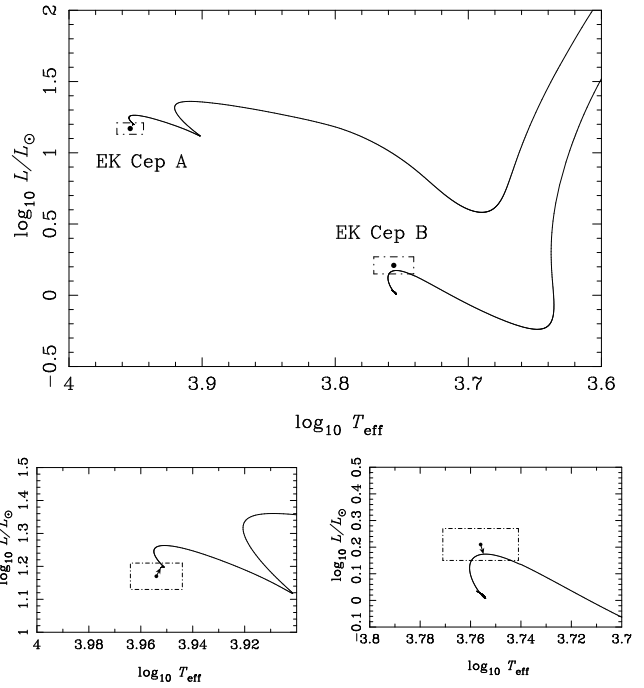 2
1.5
1
0.5
0
−0.5
log10 L/L☉
EK Cep A
EK Cep B
4 3.9 3.8 3.7 3.6
log10 Teff
1.5
1.4
1.3
1.2
1.1
1
log10 L/L☉
4 3.98 3.96 3.94 3.92
log10 Teff
0.5
0.4
0.3
0.2
0.1
0
0.1
−
log10 L/L☉
3.8 3.78 3.76 3.74 3.72 3.7
log10 Teff